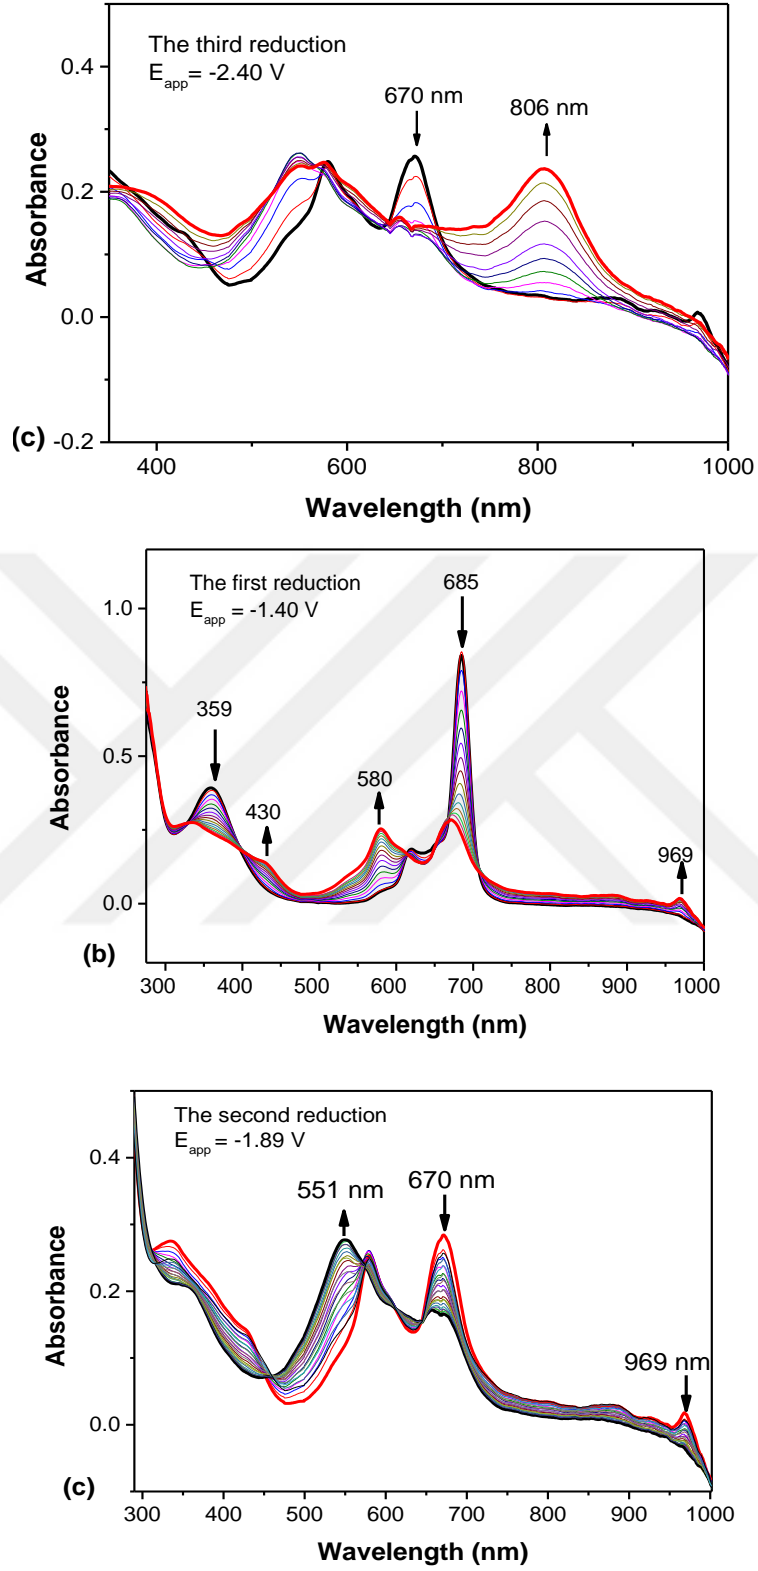 The third reduction
E_app= -2.40 V
670 nm
806 nm
0.4
0.2
0.0
-0.2
Absorbance
400
600
800
1000
Wavelength (nm)
(c)
The first reduction
E_app = -1.40 V
685
359
430
580
969
1.0
0.5
0.0
Absorbance
300
400
500
600
700
800
900
1000
Wavelength (nm)
(b)
The second reduction
E_app = -1.89 V
551 nm
670 nm
969 nm
0.4
0.2
0.0
Absorbance
300
400
500
600
700
800
900
1000
Wavelength (nm)
(c)